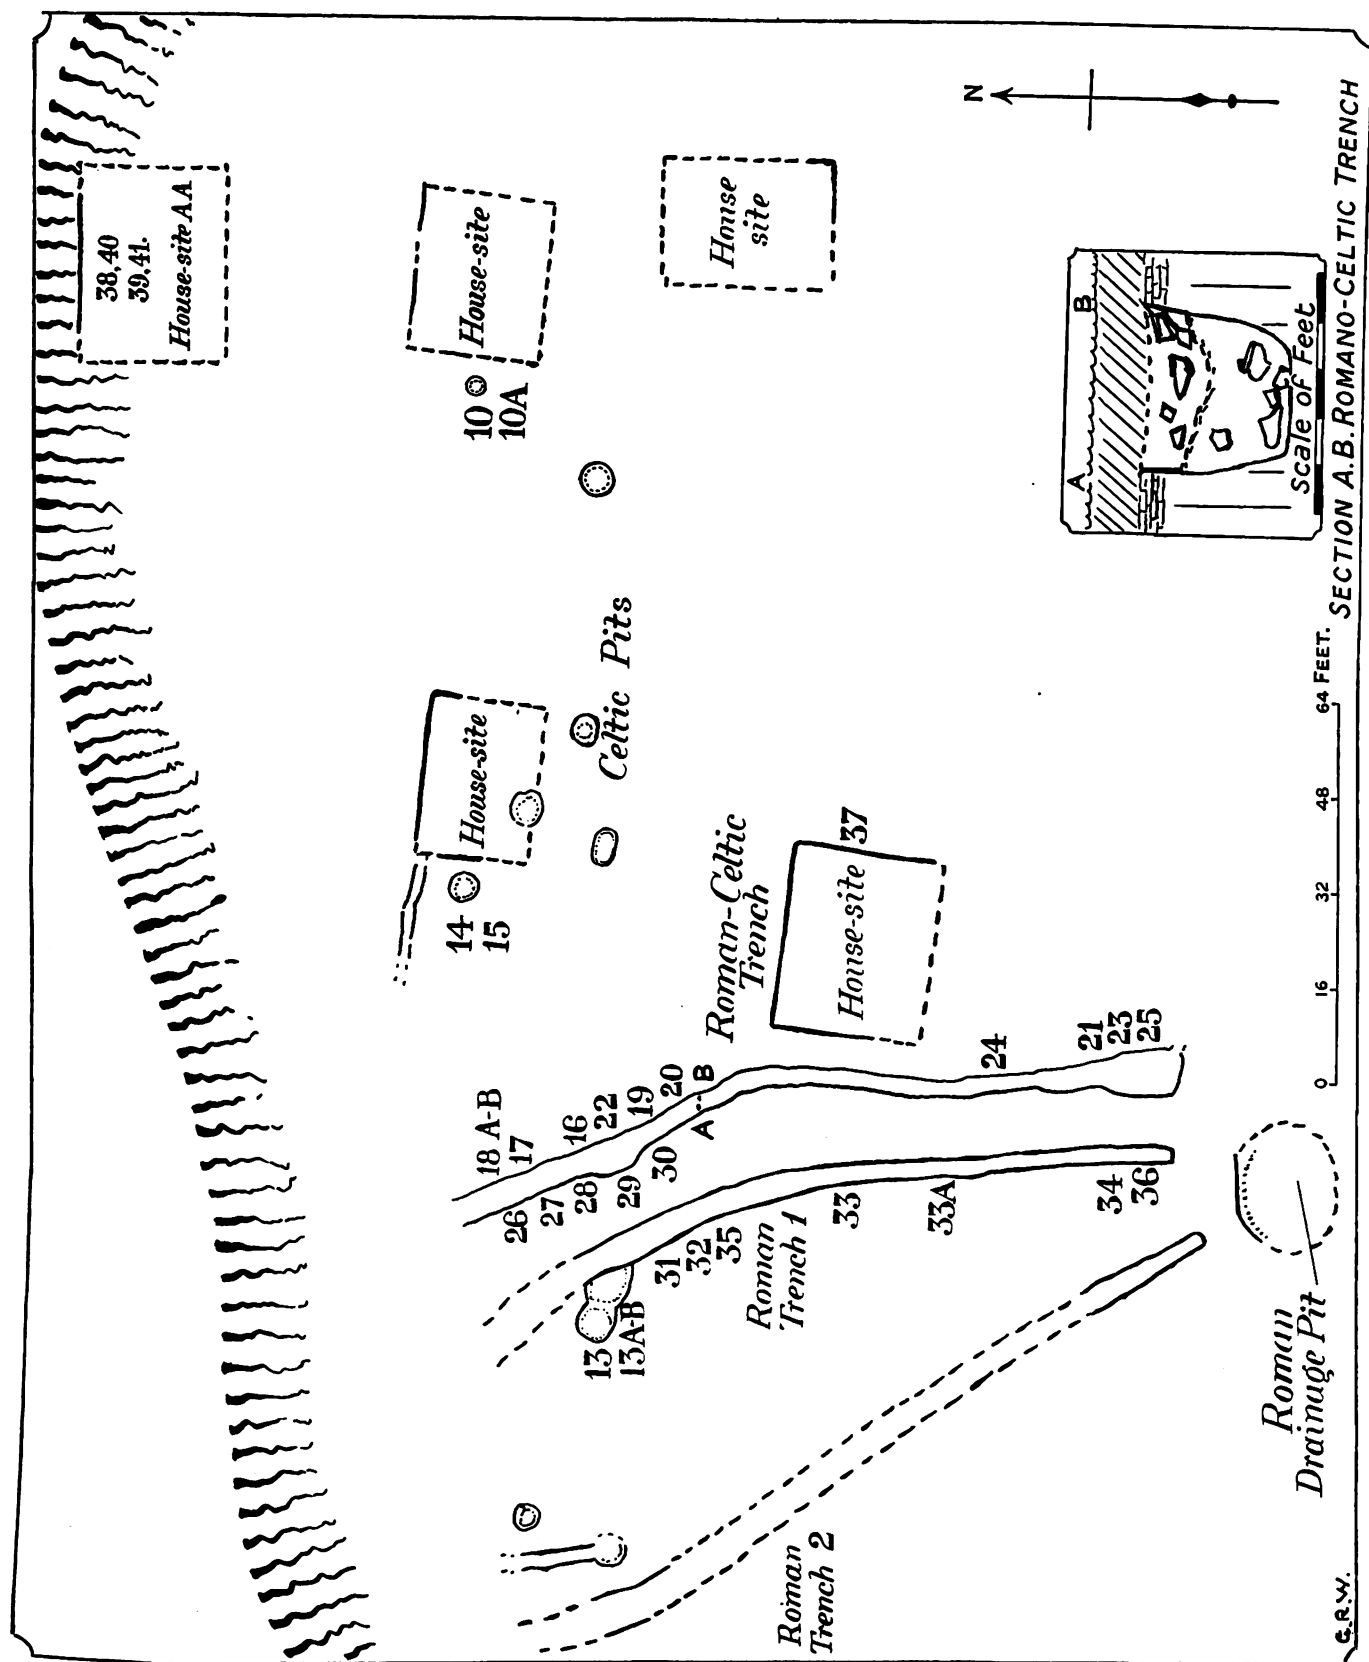 38,40
39,41.
House-site AA
House-site
10
10A
House
site
N
Celtic Pits
House-site
14
15
Roman-Celtic
Trench
House-site
37
18 A-B
17
16
22
19
20
A
B
24
21
23
25
26
27
28
29
30
13
13A-B
31
32
35
Roman
Trench 1
33
33A
34
36
Roman
Trench 2
Roman
Drainage Pit
A
B
Scale of Feet
SECTION A.B. ROMANO-CELTIC TRENCH
0 16 32 48 64 FEET.
G.R.W.